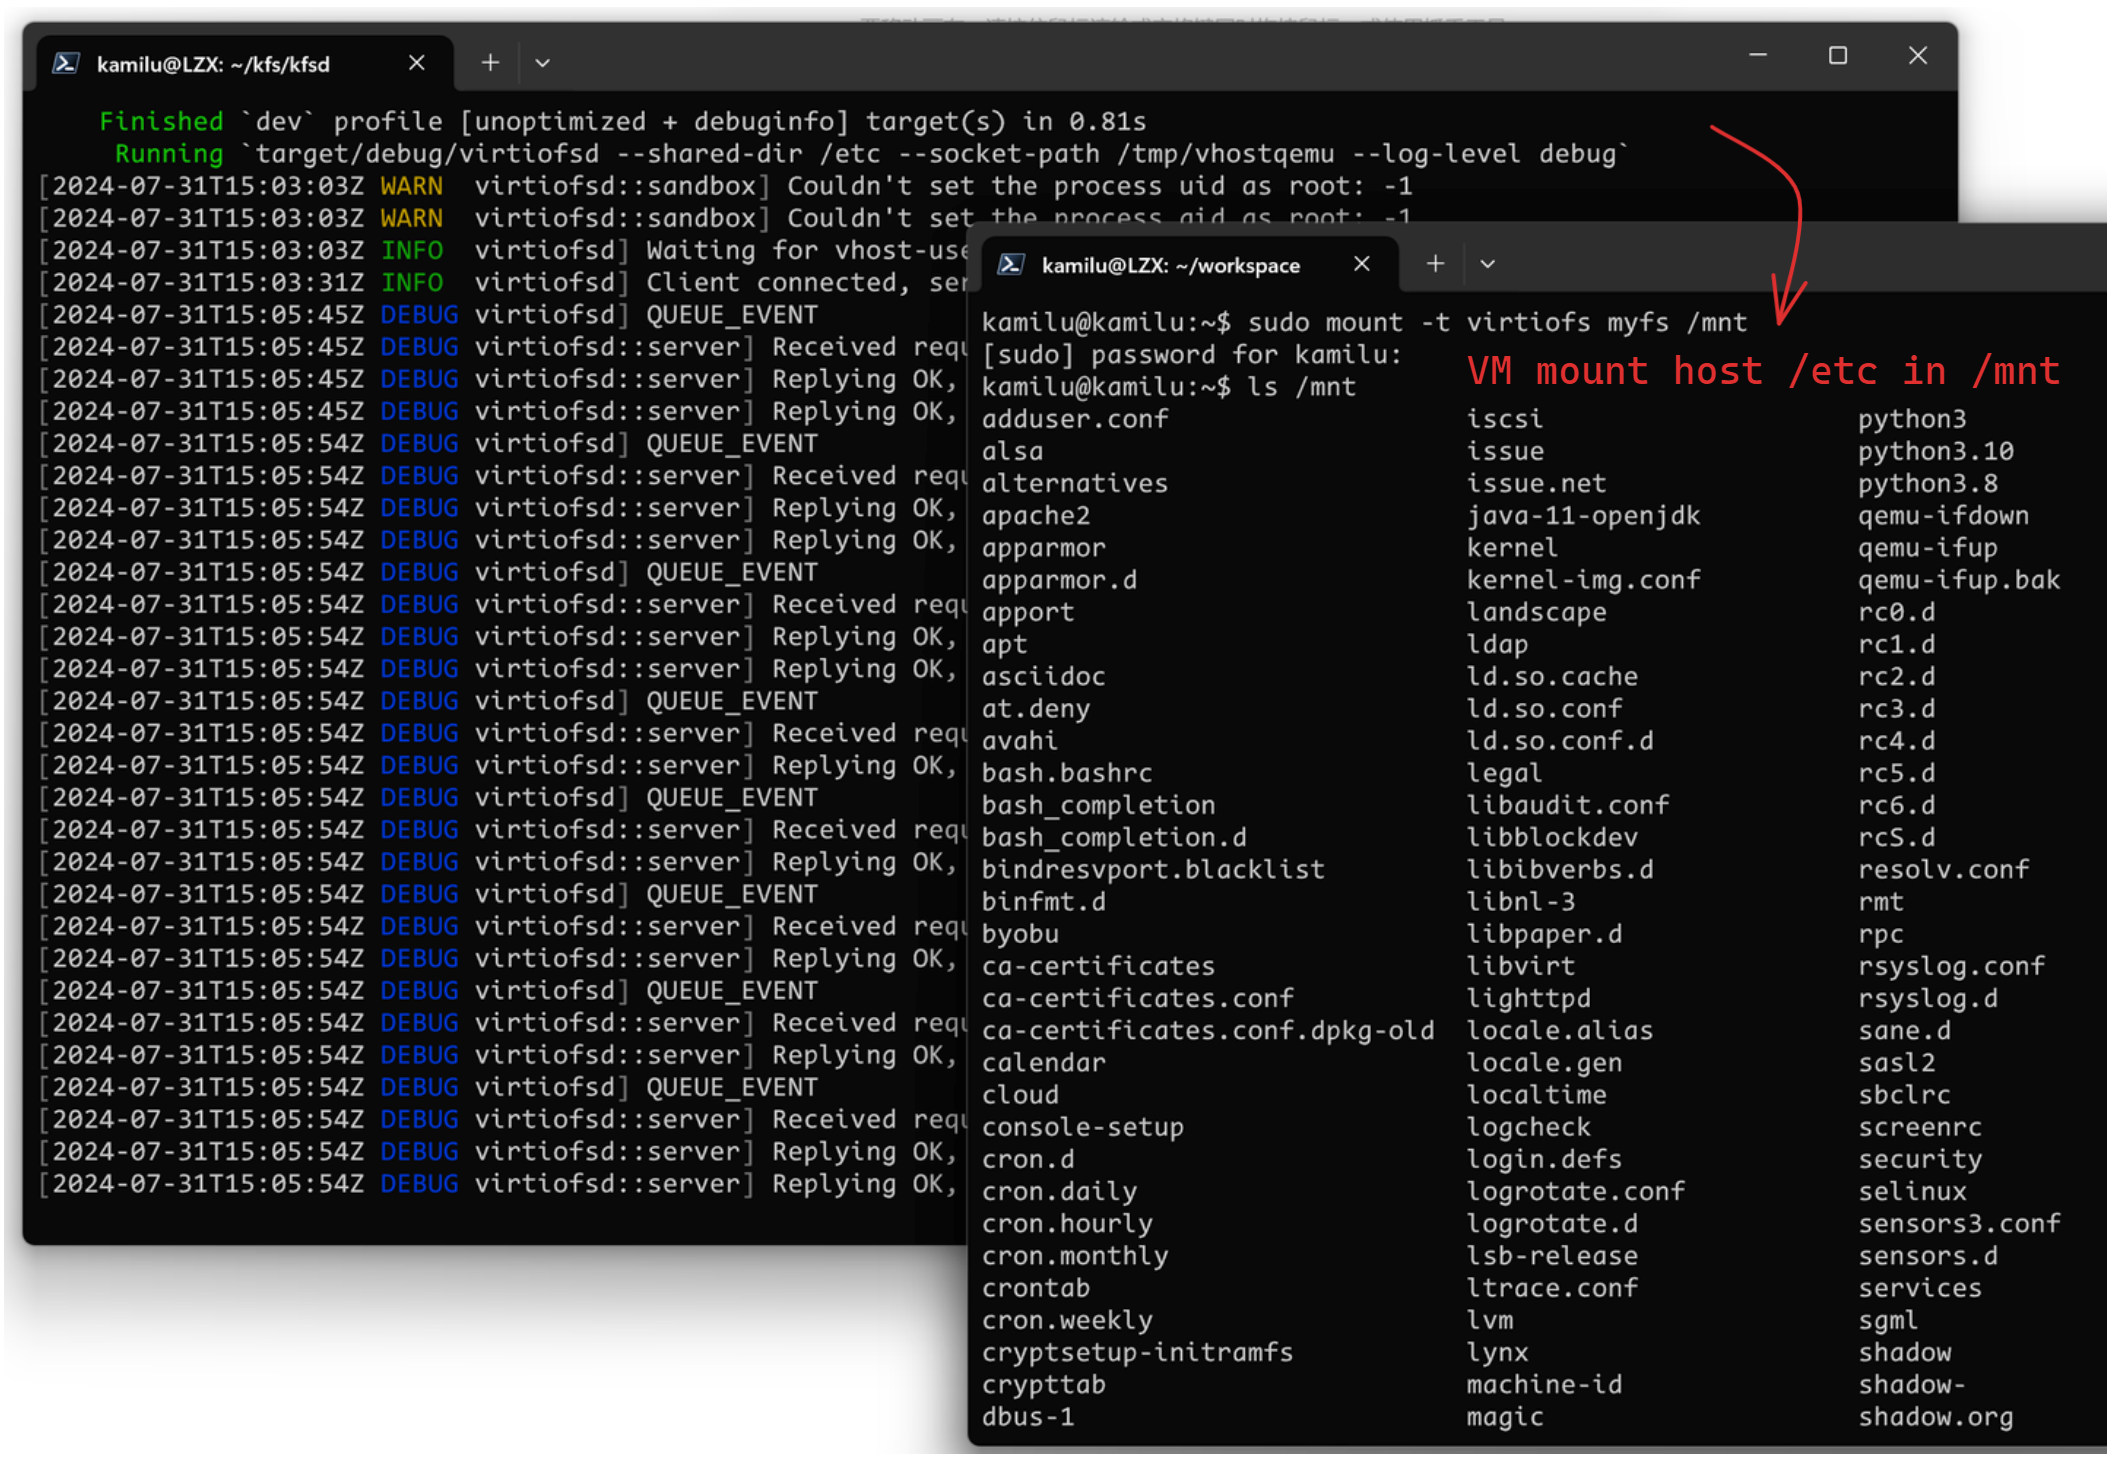 kamilu@LZX: ~/kfs/kfsd
Finished `dev` profile [unoptimized + debuginfo] target(s) in 0.81s
Running `target/debug/virtiofsd --shared-dir /etc --socket-path /tmp/vhostqemu --log-level debug`
[2024-07-31T15:03:03Z WARN  virtiofsd::sandbox] Couldn't set the process uid as root: -1
[2024-07-31T15:03:03Z WARN  virtiofsd::sandbox] Couldn't set the process gid as root: -1
[2024-07-31T15:03:03Z INFO  virtiofsd] Waiting for
[2024-07-31T15:03:31Z INFO  virtiofsd] Client connected,
[2024-07-31T15:05:45Z DEBUG virtiofsd] QUEUE_EVENT
[2024-07-31T15:05:45Z DEBUG virtiofsd::server] Received
[2024-07-31T15:05:45Z DEBUG virtiofsd::server] Replying OK,
[2024-07-31T15:05:45Z DEBUG virtiofsd::server] Replying OK,
[2024-07-31T15:05:54Z DEBUG virtiofsd] QUEUE_EVENT
[2024-07-31T15:05:54Z DEBUG virtiofsd::server] Received
[2024-07-31T15:05:54Z DEBUG virtiofsd::server] Replying OK,
[2024-07-31T15:05:54Z DEBUG virtiofsd::server] Replying OK,
[2024-07-31T15:05:54Z DEBUG virtiofsd] QUEUE_EVENT
[2024-07-31T15:05:54Z DEBUG virtiofsd::server] Received
[2024-07-31T15:05:54Z DEBUG virtiofsd::server] Replying OK,
[2024-07-31T15:05:54Z DEBUG virtiofsd::server] Replying OK,
[2024-07-31T15:05:54Z DEBUG virtiofsd] QUEUE_EVENT
[2024-07-31T15:05:54Z DEBUG virtiofsd::server] Received
[2024-07-31T15:05:54Z DEBUG virtiofsd::server] Replying OK,
[2024-07-31T15:05:54Z DEBUG virtiofsd] QUEUE_EVENT
[2024-07-31T15:05:54Z DEBUG virtiofsd::server] Received
[2024-07-31T15:05:54Z DEBUG virtiofsd::server] Replying OK,
[2024-07-31T15:05:54Z DEBUG virtiofsd] QUEUE_EVENT
[2024-07-31T15:05:54Z DEBUG virtiofsd::server] Received
[2024-07-31T15:05:54Z DEBUG virtiofsd::server] Replying OK,
[2024-07-31T15:05:54Z DEBUG virtiofsd] QUEUE_EVENT
[2024-07-31T15:05:54Z DEBUG virtiofsd::server] Received
[2024-07-31T15:05:54Z DEBUG virtiofsd::server] Replying OK,
[2024-07-31T15:05:54Z DEBUG virtiofsd] QUEUE_EVENT
[2024-07-31T15:05:54Z DEBUG virtiofsd::server] Received
[2024-07-31T15:05:54Z DEBUG virtiofsd::server] Replying OK,
[2024-07-31T15:05:54Z DEBUG virtiofsd::server] Replying OK,
kamilu@LZX: ~/workspace
kamilu@kamilu:~$ sudo mount -t virtiofs myfs /mnt
[sudo] password for kamilu:
VM mount host /etc in /mnt
kamilu@kamilu:~$ ls /mnt
adduser.conf iscsi python3
alsa issue python3.10
alternatives issue.net python3.8
apache2 java-11-openjdk qemu-ifdown
apparmor kernel qemu-ifup
apparmor.d kernel-img.conf qemu-ifup.bak
apport landscape rc0.d
apt ldap rc1.d
asciidoc ld.so.cache rc2.d
at.deny ld.so.conf rc3.d
avahi ld.so.conf.d rc4.d
bash.bashrc legal rc5.d
bash_completion libaudit.conf rc6.d
bash_completion.d libblockdev rcS.d
bindresvport.blacklist libibverbs.d resolv.conf
binfmt.d libnl-3 rmt
byobu libpaper.d rpc
ca-certificates libvirt rsyslog.conf
ca-certificates.conf lighttpd rsyslog.d
ca-certificates.conf.dpkg-old locale.alias sane.d
calendar locale.gen sasl2
cloud localtime sbclrc
console-setup logcheck screenrc
cron.d login.defs security
cron.daily logrotate.conf selinux
cron.hourly logrotate.d sensors3.conf
cron.monthly lsb-release sensors.d
crontab ltrace.conf services
cron.weekly lvm sgml
cryptsetup-initramfs lynx shadow
crypttab machine-id shadow-
dbus-1 magic shadow.org